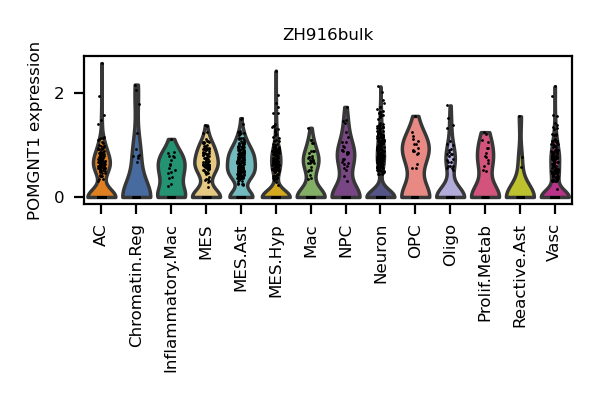 ZH916bulk
POMGNT1 expression
2
0
AC
Chromatin.Reg
Inflammatory.Mac
MES
MES.Ast
MES.Hyp
Mac
NPC
Neuron
OPC
Oligo
Prolif.Metab
Reactive.Ast
Vasc